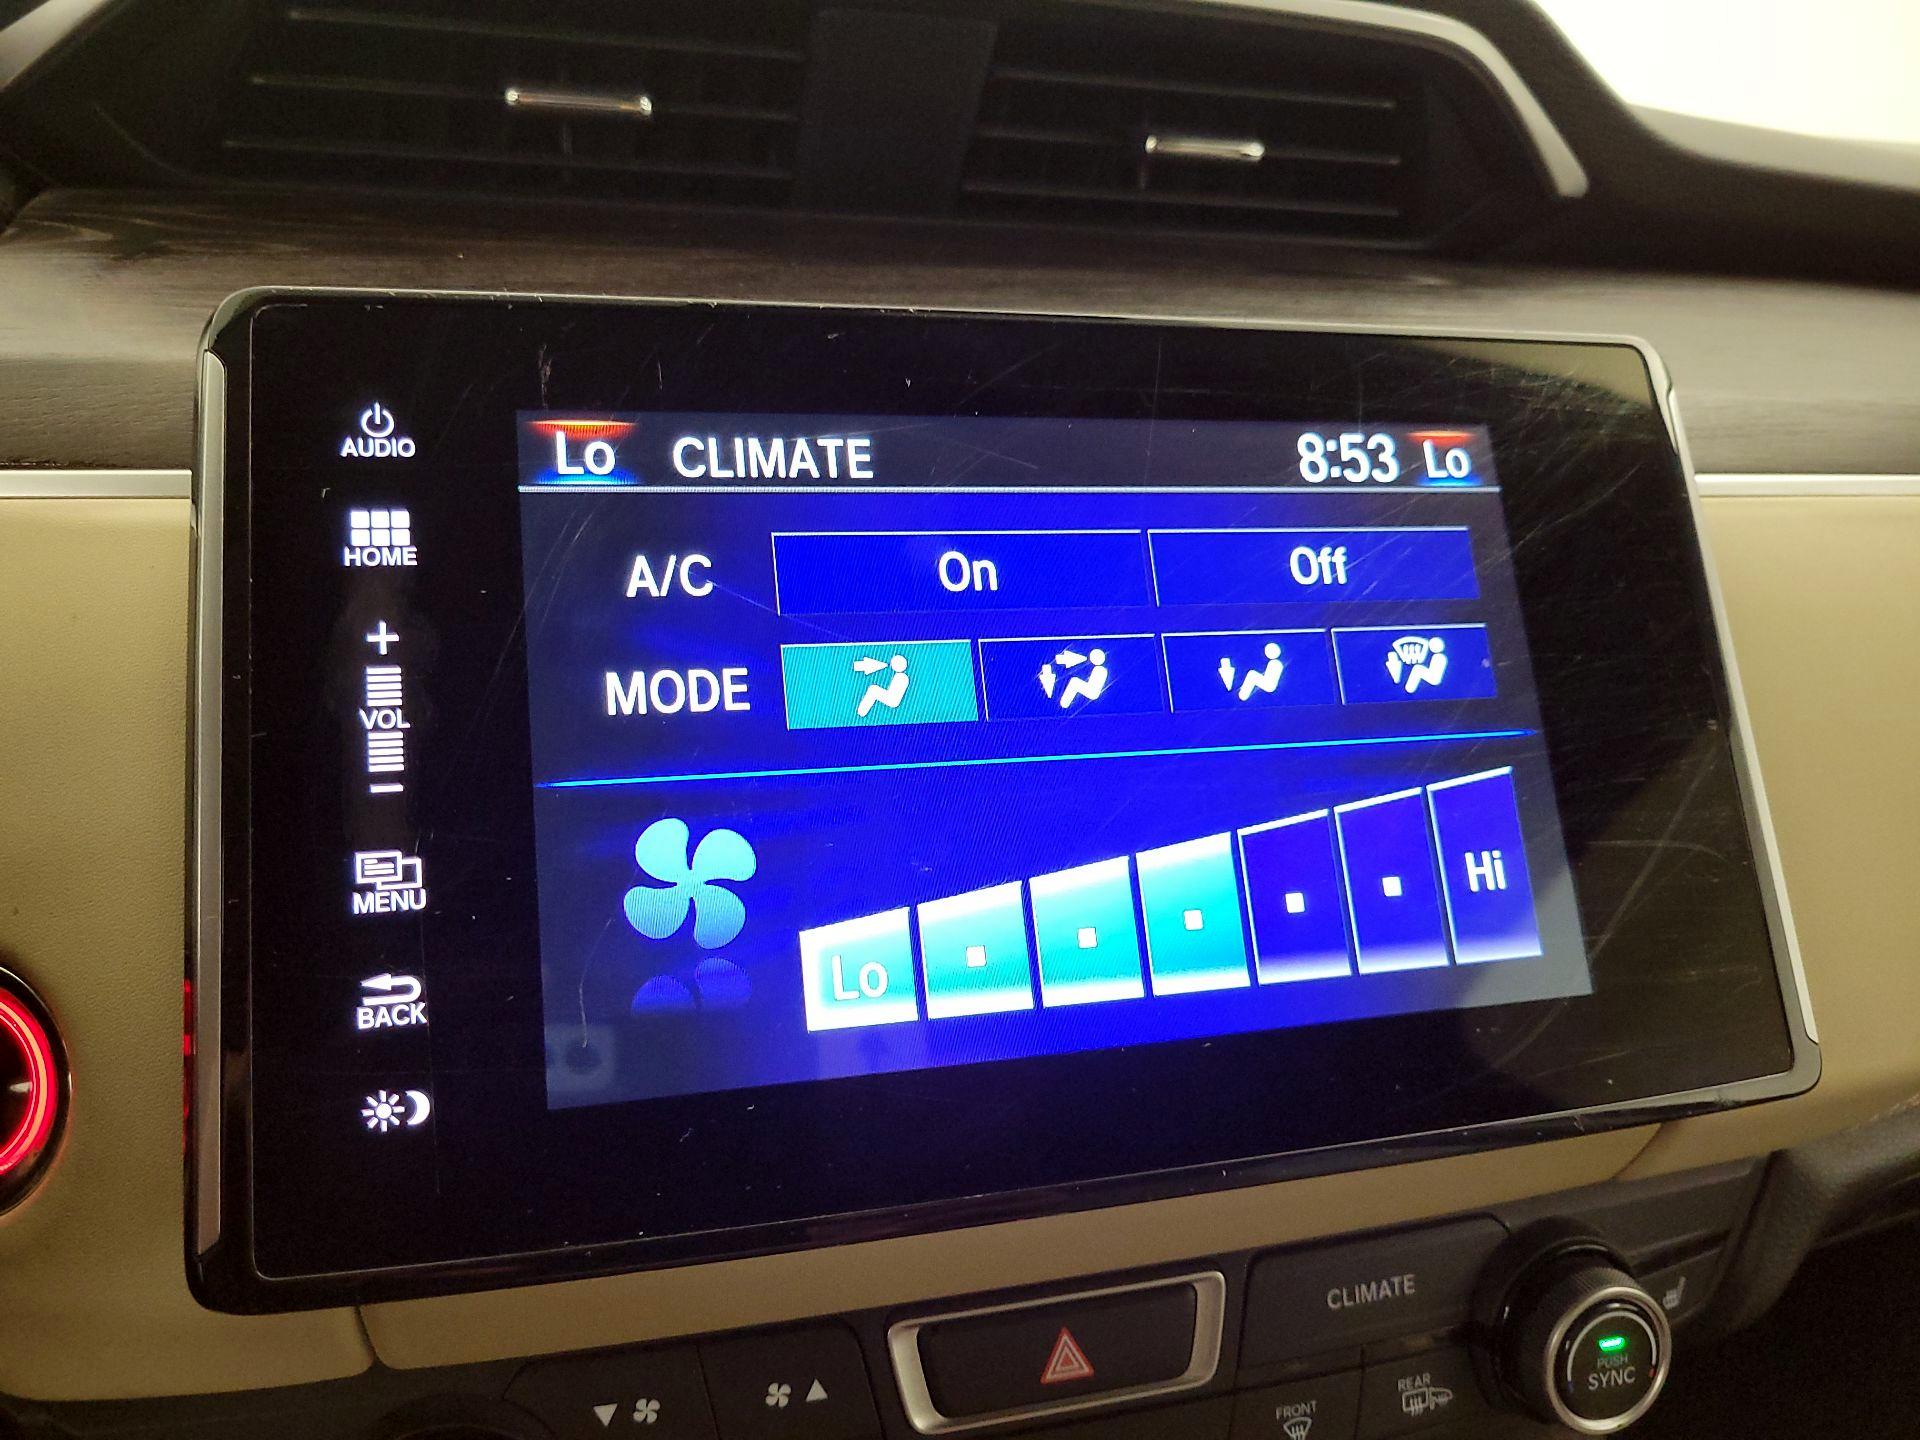 AUDIO
HOME
+
VOL
−
MENU
BACK
Lo CLIMATE 8:53 Lo
A/C On Off
MODE
Lo Hi
CLIMATE
PUSH
SYNC
REAR
FRONT